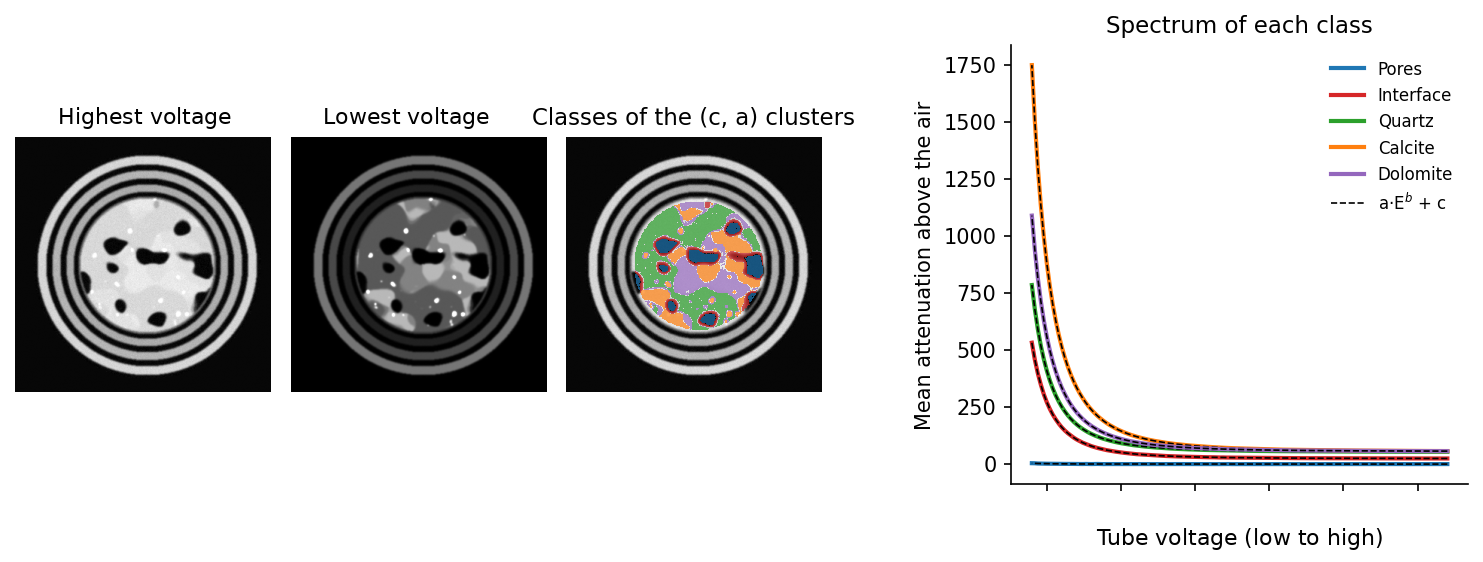 Highest voltage
Lowest voltage
Classes of the (c, a) clusters
Spectrum of each class
Mean attenuation above the air
1750
1500
1250
1000
750
500
250
0
Pores
Interface
Quartz
Calcite
Dolomite
a·E^b + c
Tube voltage (low to high)